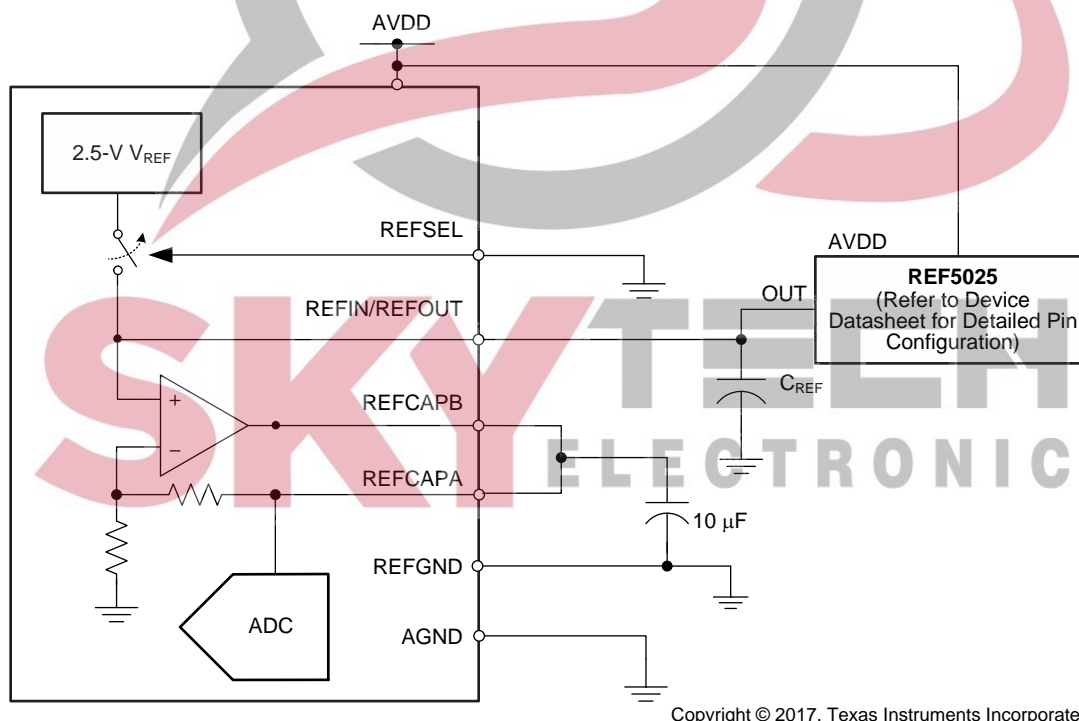 AVDD
2.5-V VREF
REFSEL
AVDD
REF5025
(Refer to Device
Datasheet for Detailed Pin
Configuration)
OUT
REFIN/REFOUT
CREF
+
REFCAPB
−
REFCAPA
10 μF
REFGND
ADC
AGND
SKYTECH
ELECTRONIC
Copyright © 2017, Texas Instruments Incorporate